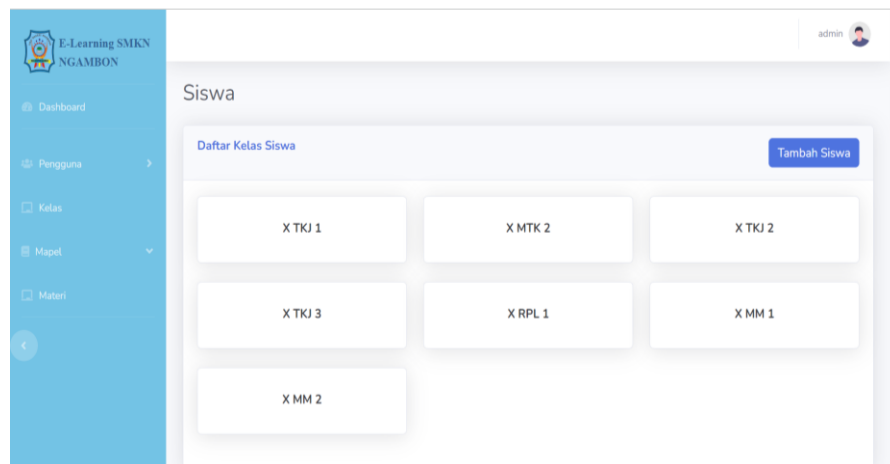 E-Learning SMKN
NGAMBON
admin
Dashboard
Siswa
Daftar Kelas Siswa
Tambah Siswa
Pengguna
Kelas
Mapel
Materi
X TKJ 1
X MTK 2
X TKJ 2
X TKJ 3
X RPL 1
X MM 1
X MM 2